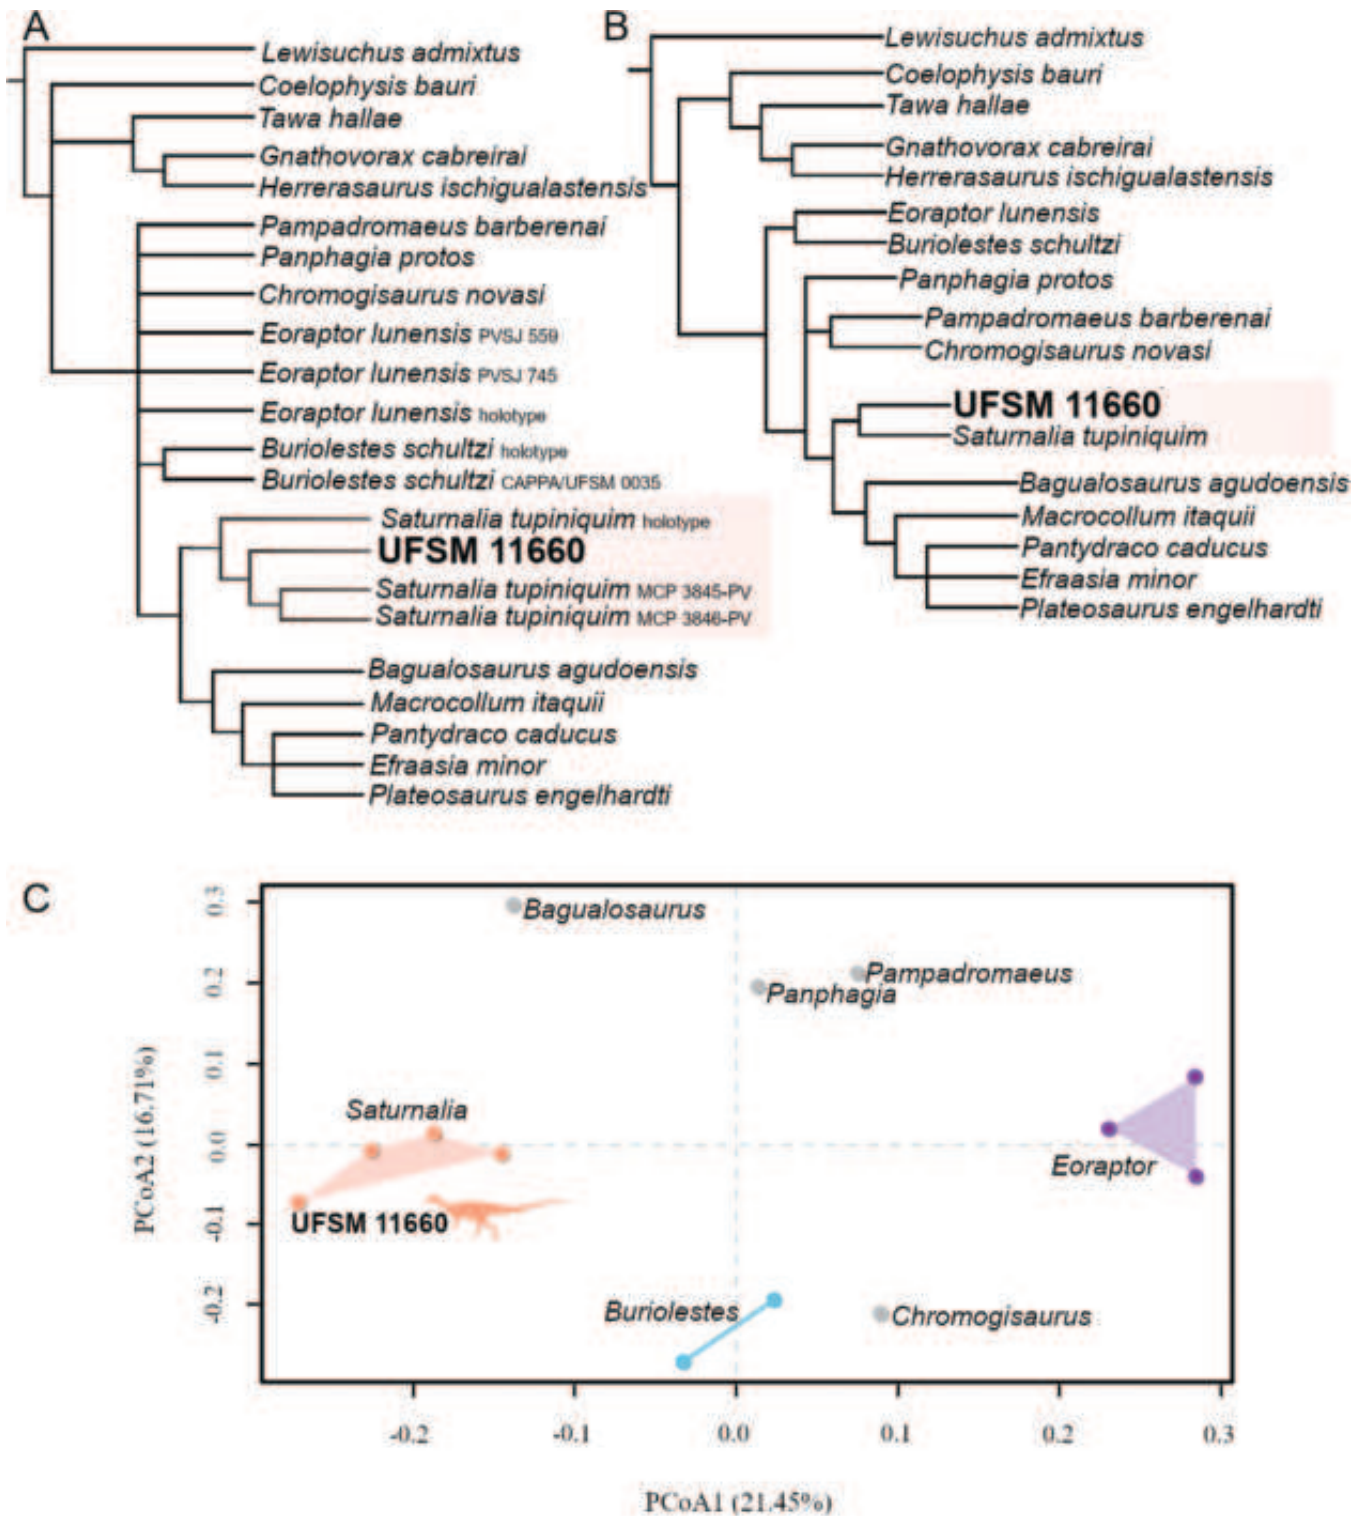 A
Lewisuchus admixtus
Coelophysis bauri
Tawa hallae
Gnathovorax cabreirai
Herrerasaurus ischigualastensis
Pampadromaeus barberenai
Panphagia protos
Chromogisaurus novasi
Eoraptor lunensis PVSJ 559
Eoraptor lunensis PVSJ 745
Eoraptor lunensis holotype
Buriolestes schultzi holotype
Buriolestes schultzi CAPPA/UFSM 0035
Saturnalia tupiniquim holotype
UFSM 11660
Saturnalia tupiniquim MCP 3845-PV
Saturnalia tupiniquim MCP 3846-PV
Bagualosaurus agudoensis
Macrocollum itaquii
Pantydraco caducus
Efraasia minor
Plateosaurus engelhardti
B
Lewisuchus admixtus
Coelophysis bauri
Tawa hallae
Gnathovorax cabreirai
Herrerasaurus ischigualastensis
Eoraptor lunensis
Buriolestes schultzi
Panphagia protos
Pampadromaeus barberenai
Chromogisaurus novasi
UFSM 11660
Saturnalia tupiniquim
Bagualosaurus agudoensis
Macrocollum itaquii
Pantydraco caducus
Efraasia minor
Plateosaurus engelhardti
C
PCoA2 (16.71%)
0.3
0.2
0.1
0.0
-0.1
-0.2
Bagualosaurus
Pampadromaeus
Panphagia
Saturnalia
Eoraptor
UFSM 11660
Buriolestes
Chromogisaurus
-0.2
-0.1
0.0
0.1
0.2
0.3
PCoA1 (21.45%)